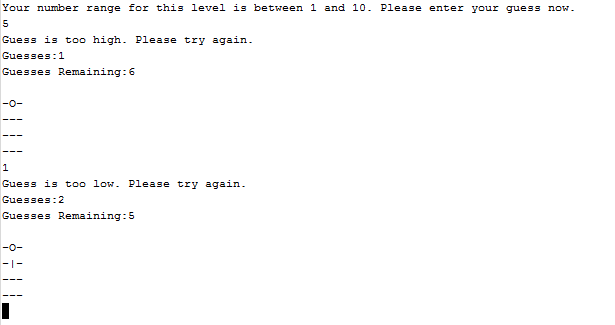 Your number range for this level is between 1 and 10. Please enter your guess now.
5
Guess is too high. Please try again.
Guesses:1
Guesses Remaining:6

-O-
---
---
---
1
Guess is too low. Please try again.
Guesses:2
Guesses Remaining:5

-O-
-|-
---
---